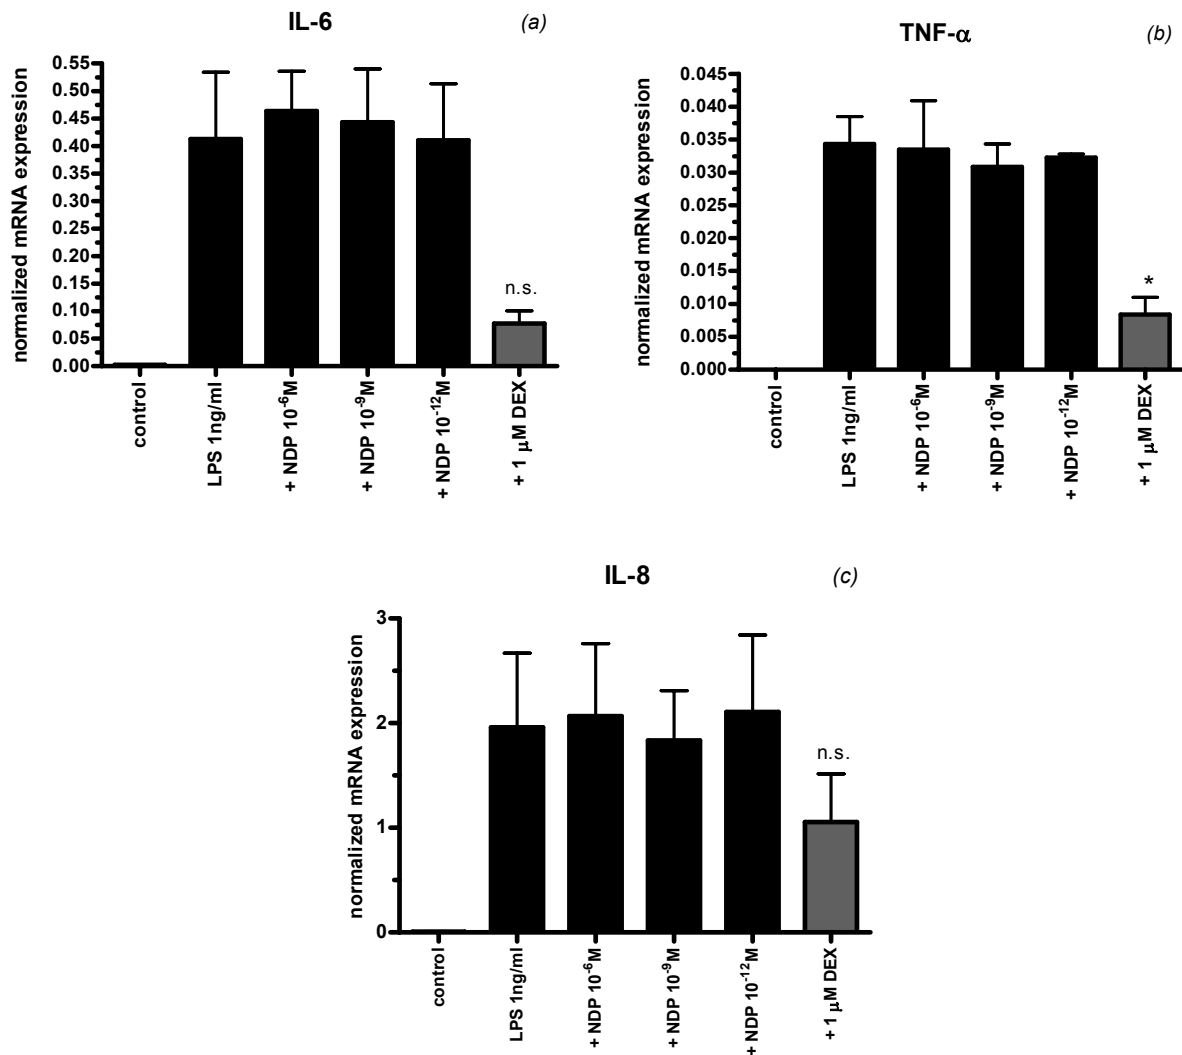 IL-6
(a)
normalized mRNA expression
0.55
0.50
0.45
0.40
0.35
0.30
0.25
0.20
0.15
0.10
0.05
0.00
n.s.
control
LPS 1ng/ml
+ NDP 10⁻⁶M
+ NDP 10⁻⁹M
+ NDP 10⁻¹²M
+ 1 μM DEX
TNF-α
(b)
normalized mRNA expression
0.045
0.040
0.035
0.030
0.025
0.020
0.015
0.010
0.005
0.000
*
control
LPS 1ng/ml
+ NDP 10⁻⁶M
+ NDP 10⁻⁹M
+ NDP 10⁻¹²M
+ 1 μM DEX
IL-8
(c)
normalized mRNA expression
3
2
1
0
n.s.
control
LPS 1ng/ml
+ NDP 10⁻⁶M
+ NDP 10⁻⁹M
+ NDP 10⁻¹²M
+ 1 μM DEX